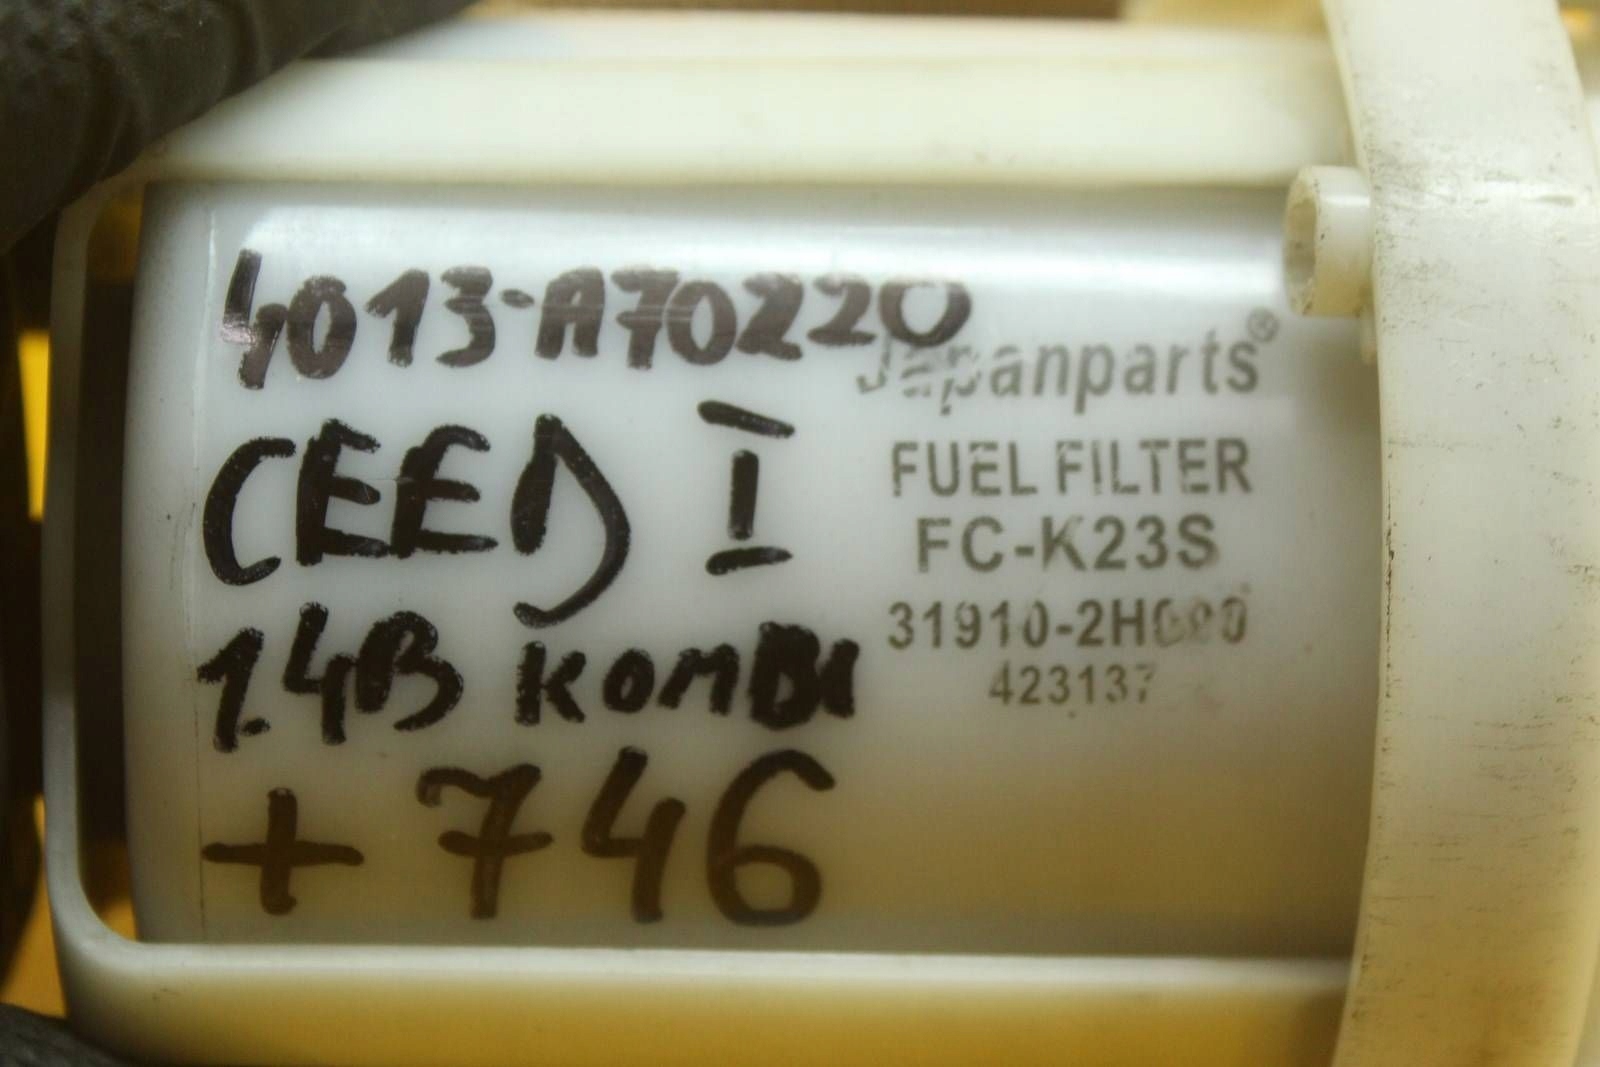 4013-A70220
CEED I
1.4B KOMBI
+ 746
Japanparts®
FUEL FILTER
FC-K23S
423137